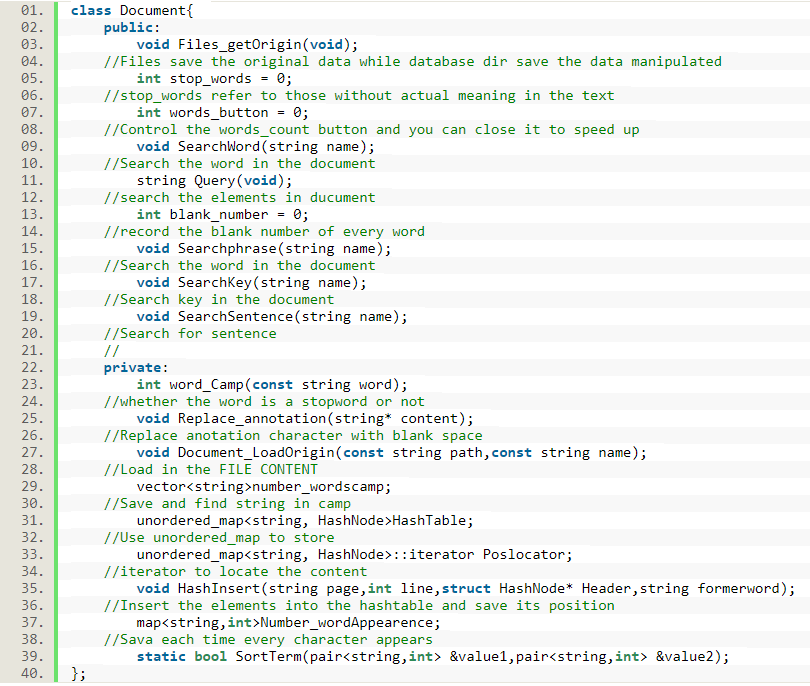 01. class Document{
02. public:
03. void Files_getOrigin(void);
04. //Files save the original data while database dir save the data manipulated
05. int stop_words = 0;
06. //stop_words refer to those without actual meaning in the text
07. int words_button = 0;
08. //Control the words_count button and you can close it to speed up
09. void SearchWord(string name);
10. //Search the word in the document
11. string Query(void);
12. //search the elements in ducument
13. int blank_number = 0;
14. //record the blank number of every word
15. void Searchphrase(string name);
16. //Search the word in the document
17. void SearchKey(string name);
18. //Search key in the document
19. void SearchSentence(string name);
20. //Search for sentence
21. //
22. private:
23. int word_Camp(const string word);
24. //whether the word is a stopword or not
25. void Replace_annotation(string* content);
26. //Replace anotation character with blank space
27. void Document_LoadOrigin(const string path,const string name);
28. //Load in the FILE CONTENT
29. vector<string>number_wordscamp;
30. //Save and find string in camp
31. unordered_map<string, HashNode>HashTable;
32. //Use unordered_map to store
33. unordered_map<string, HashNode>::iterator Poslocator;
34. //iterator to locate the content
35. void HashInsert(string page,int line,struct HashNode* Header,string formerword);
36. //Insert the elements into the hashtable and save its position
37. map<string,int>Number_wordAppearence;
38. //Sava each time every character appears
39. static bool SortTerm(pair<string,int> &value1,pair<string,int> &value2);
40. };